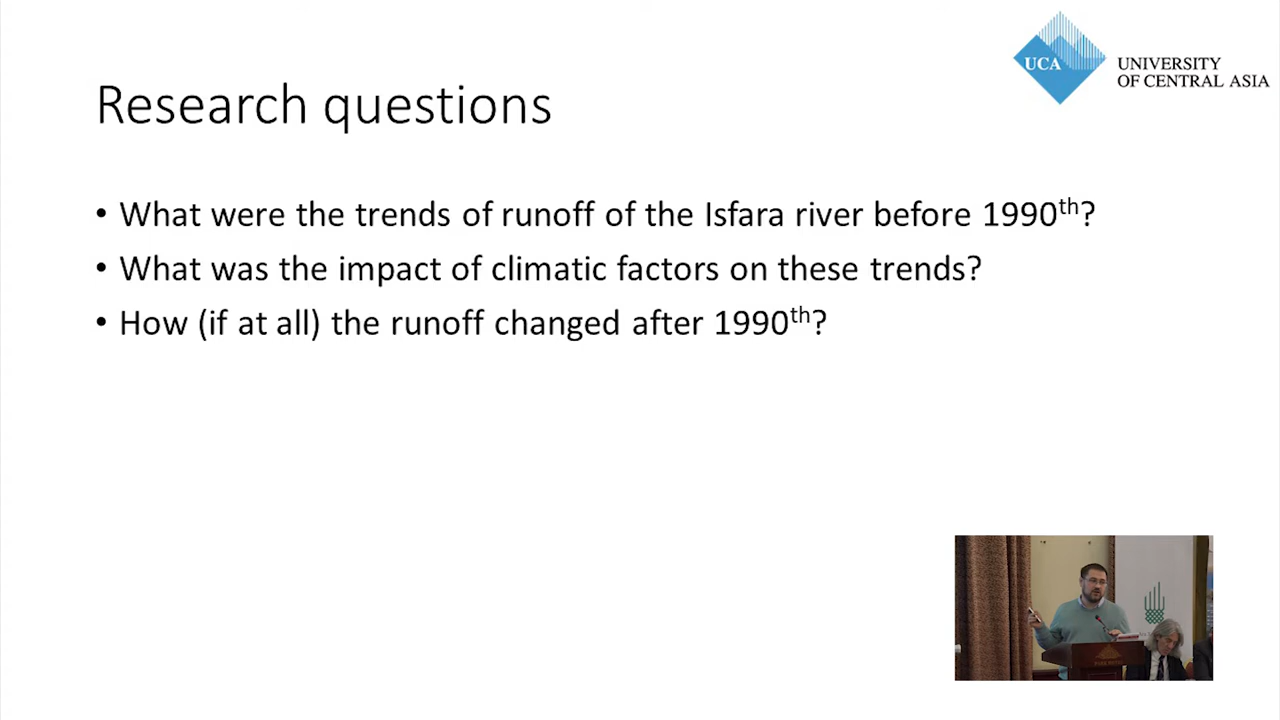 UCA
UNIVERSITY
OF CENTRAL ASIA
Research questions
• What were the trends of runoff of the Isfara river before 1990th?
• What was the impact of climatic factors on these trends?
• How (if at all) the runoff changed after 1990th?